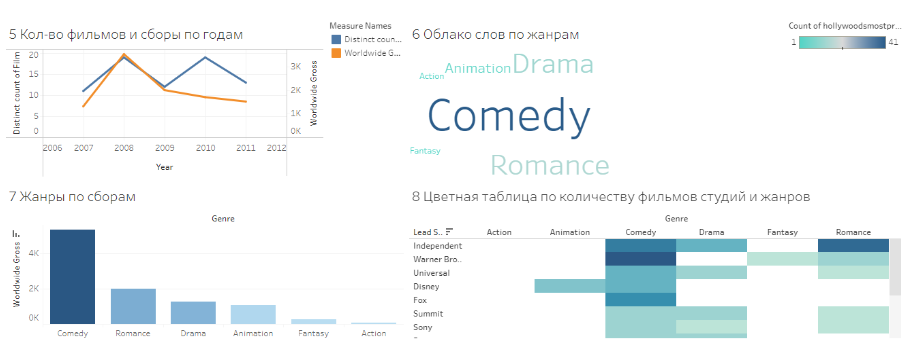 5 Кол-во фильмов и сборы по годам
Measure Names
Distinct coun...
Worldwide G...
Distinct count of Film
20
15
10
5
0
3K
2K
1K
0K
Worldwide Gross
2006 2007 2008 2009 2010 2011 2012
Year
6 Облако слов по жанрам
Count of hollywoodsmostpr...
1 41
Action Animation Drama
Comedy
Fantasy
Romance
7 Жанры по сборам
Genre
Worldwide Gross
4K
2K
0K
Comedy Romance Drama Animation Fantasy Action
8 Цветная таблица по количеству фильмов студий и жанров
Genre
Lead S.. Action Animation Comedy Drama Fantasy Romance
Independent
Warner Bro..
Universal
Disney
Fox
Summit
Sony